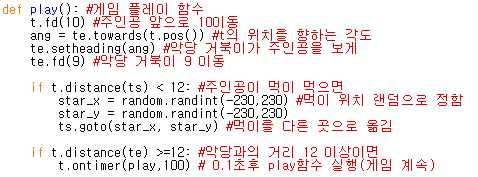 def play(): #게임 플레이 함수
    t.fd(10) #주인공 앞으로 10이동
    ang = te.towards(t.pos()) #t의 위치를 향하는 각도
    te.setheading(ang) #악당 거북이가 주인공을 보게
    te.fd(9) #악당 거북이 9 이동

    if t.distance(ts) < 12: #주인공이 먹이 먹으면
        star_x = random.randint(-230,230) #먹이 위치 랜덤으로 정함
        star_y = random.randint(-230,230)
        ts.goto(star_x, star_y) #먹이를 다른 곳으로 옮김

    if t.distance(te) >=12: #악당과의 거리 12 이상이면
        t.ontimer(play,100) # 0.1초후 play함수 실행(게임 계속)